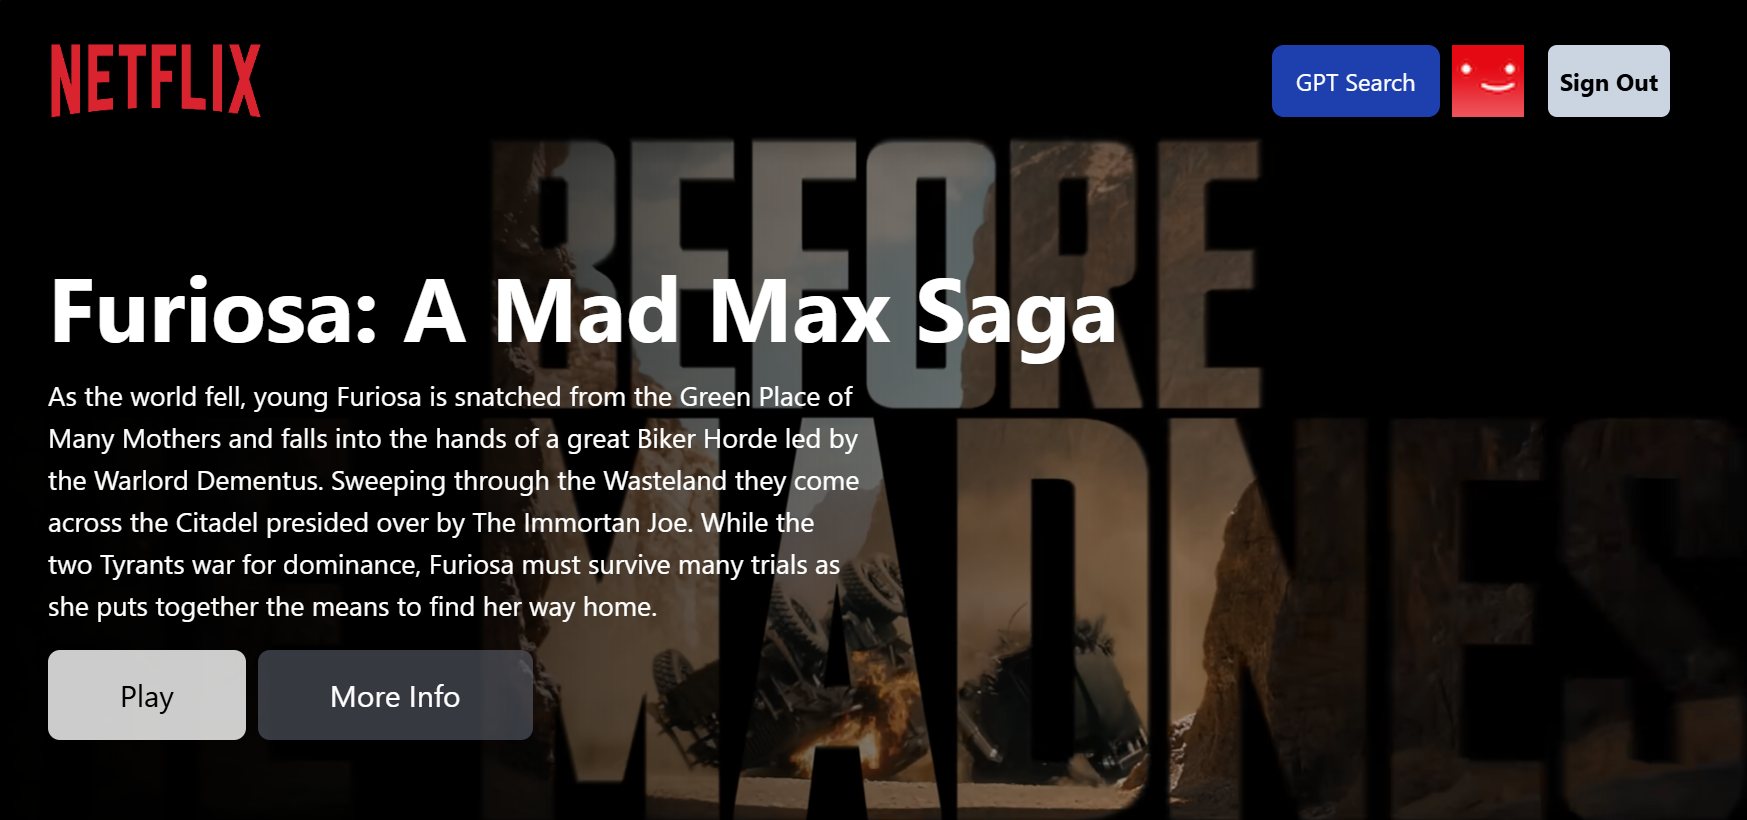 NETFLIX
GPT Search
Sign Out
BEFORE
Furiosa: A Mad Max Saga
As the world fell, young Furiosa is snatched from the Green Place of
Many Mothers and falls into the hands of a great Biker Horde led by
the Warlord Dementus. Sweeping through the Wasteland they come
across the Citadel presided over by The Immortan Joe. While the
two Tyrants war for dominance, Furiosa must survive many trials as
she puts together the means to find her way home.
MADNES
Play
More Info